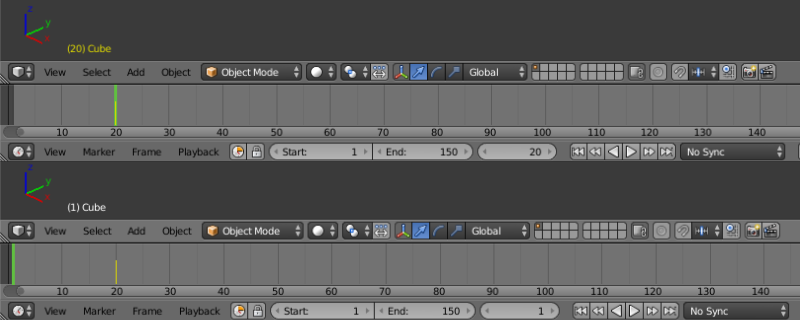 z
y
x
(20) Cube
View Select Add Object Object Mode Global
10 20 30 40 50 60 70 80 90 100 110 120 130 140
View Marker Frame Playback Start: 1 End: 150 20 No Sync
z
y
x
(1) Cube
View Select Add Object Object Mode Global
10 20 30 40 50 60 70 80 90 100 110 120 130 140
View Marker Frame Playback Start: 1 End: 150 1 No Sync